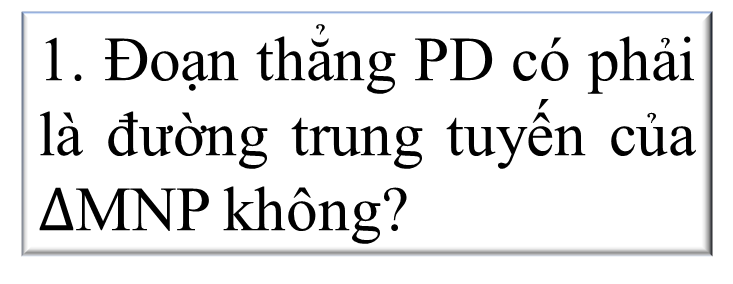 1. Đoạn thẳng PD có phải
là đường trung tuyến của
ΔMNP không?